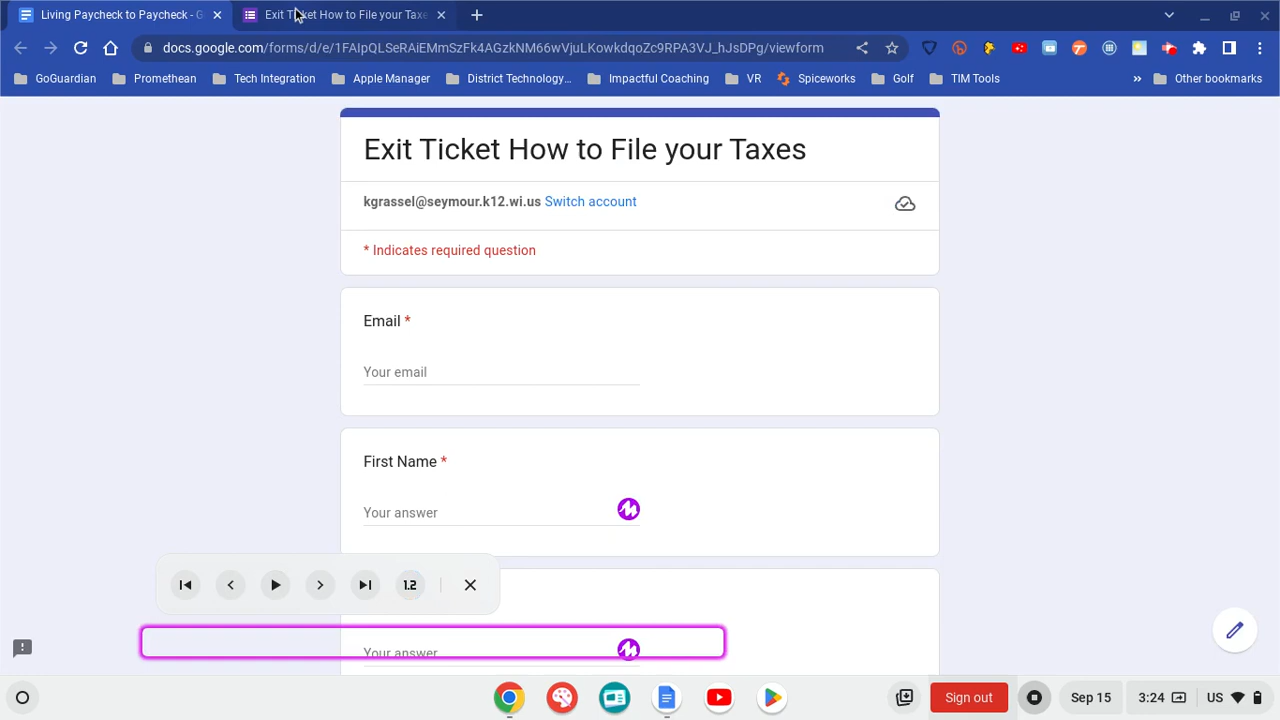 Living Paycheck to Paycheck - G
Exit Ticket How to File your Taxe
docs.google.com/forms/d/e/1FAIpQLSeRAiEMmSzFk4AGzkNM66wVjuLKowkdqoZc9RPA3VJ_hJsDPg/viewform
GoGuardian
Promethean
Tech Integration
Apple Manager
District Technology...
Impactful Coaching
VR
Spiceworks
Golf
TIM Tools
»
Other bookmarks
Exit Ticket How to File your Taxes
kgrassel@seymour.k12.wi.us Switch account
* Indicates required question
Email *
Your email
First Name *
Your answer
1.2
Your answer
Sign out
Sep 15
3:24
US